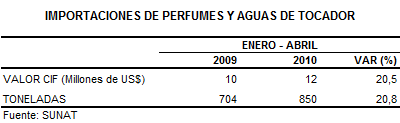 IMPORTACIONES DE PERFUMES Y AGUAS DE TOCADOR
ENERO - ABRIL
2009 2010 VAR (%)
VALOR CIF (Millones de US$) 10 12 20,5
TONELADAS 704 850 20,8
Fuente: SUNAT